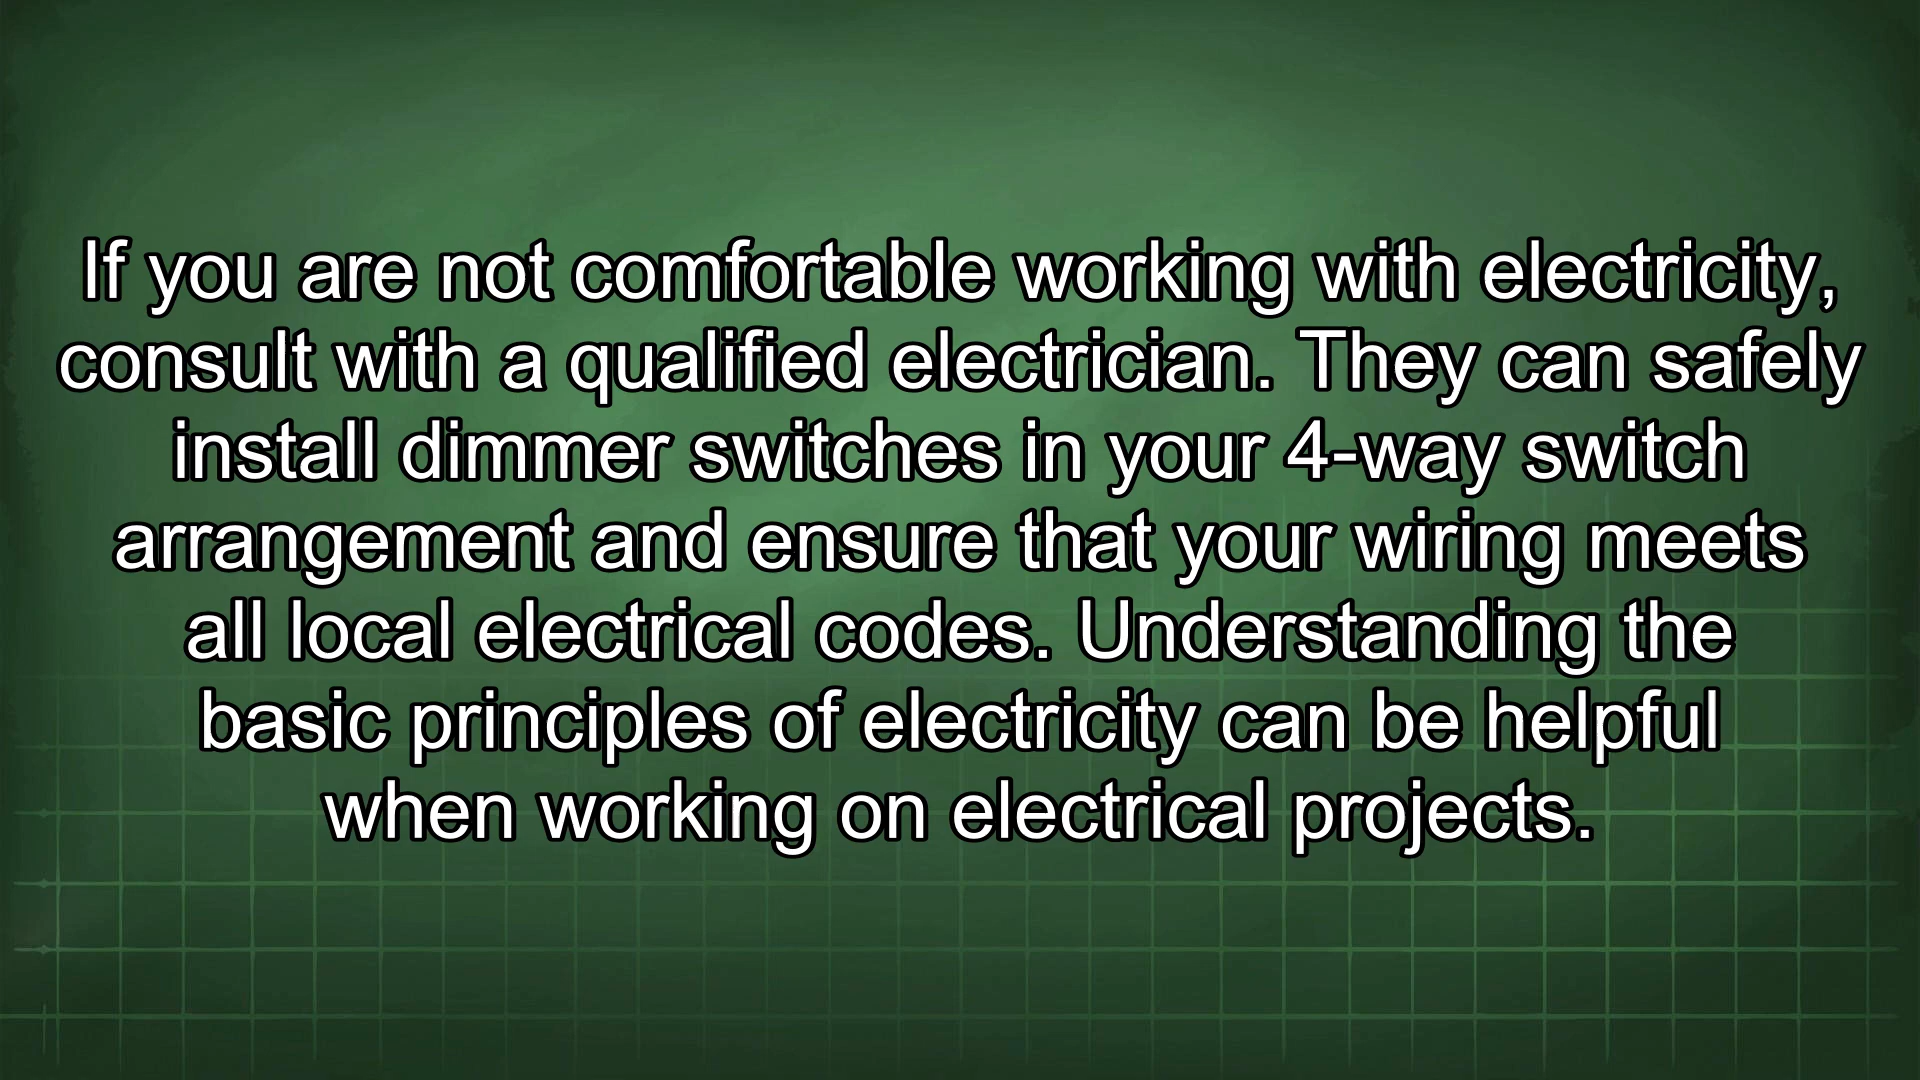 If you are not comfortable working with electricity,
consult with a qualified electrician. They can safely
install dimmer switches in your 4-way switch
arrangement and ensure that your wiring meets
all local electrical codes. Understanding the
basic principles of electricity can be helpful
when working on electrical projects.